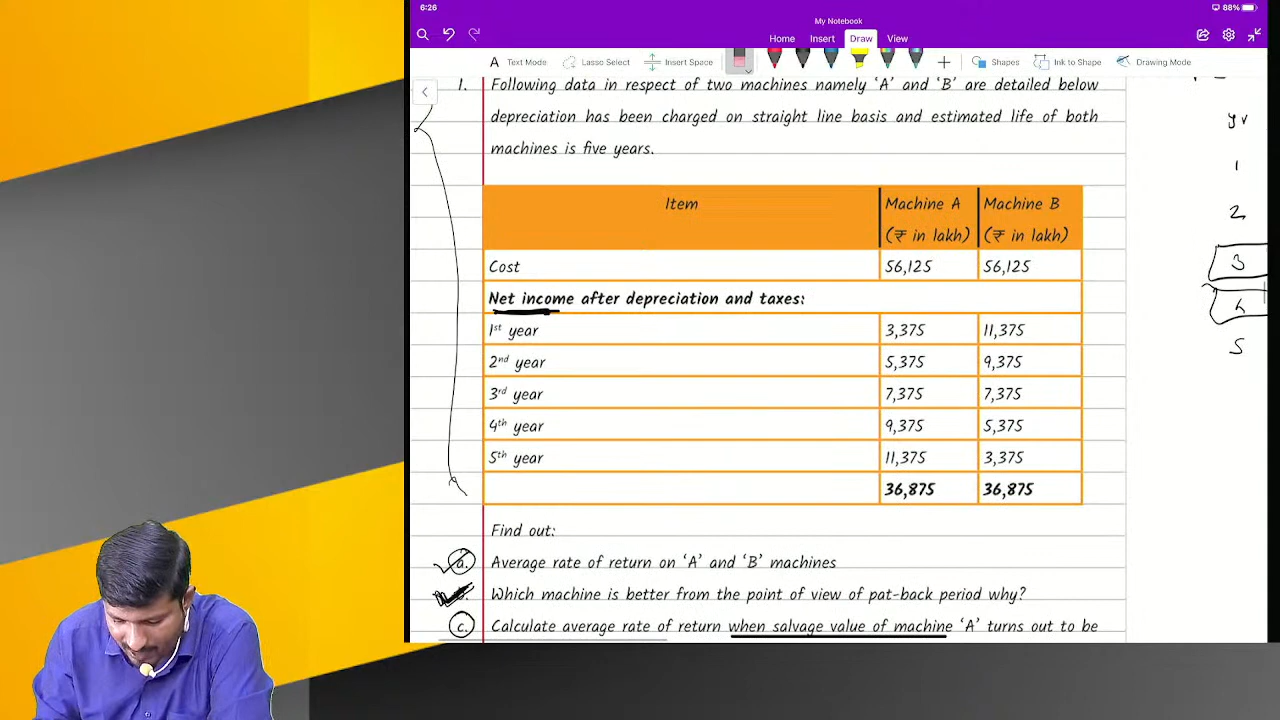 6:26
88%
My Notebook
Home Insert Draw View
Text Mode Lasso Select Insert Space Shapes Ink to Shape Drawing Mode
1. Following data in respect of two machines namely ‘A’ and ‘B’ are detailed below
depreciation has been charged on straight line basis and estimated life of both
machines is five years.
Item Machine A (₹ in lakh) Machine B (₹ in lakh)
Cost 56,125 56,125
Net income after depreciation and taxes:
1st year 3,375 11,375
2nd year 5,375 9,375
3rd year 7,375 7,375
4th year 9,375 5,375
5th year 11,375 3,375
36,875 36,875
Find out:
a. Average rate of return on ‘A’ and ‘B’ machines
Which machine is better from the point of view of pat-back period why?
c. Calculate average rate of return when salvage value of machine ‘A’ turns out to be
yr
1
2
3
4
5